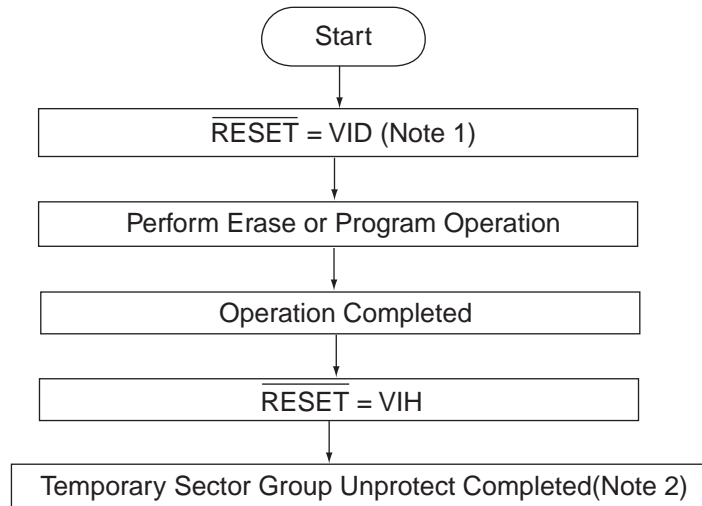 Start
RESET = VID (Note 1)
Perform Erase or Program Operation
Operation Completed
RESET = VIH
Temporary Sector Group Unprotect Completed(Note 2)